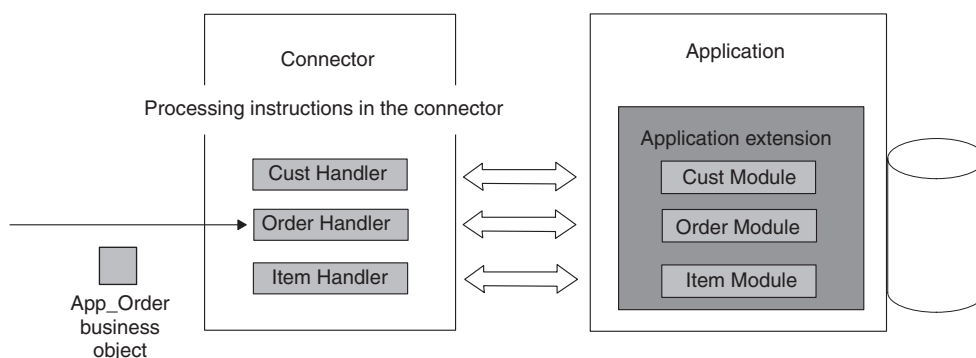 Connector
Application
Processing instructions in the connector
Application extension
Cust Handler
Cust Module
Order Handler
Order Module
Item Handler
Item Module
App_Order
business
object